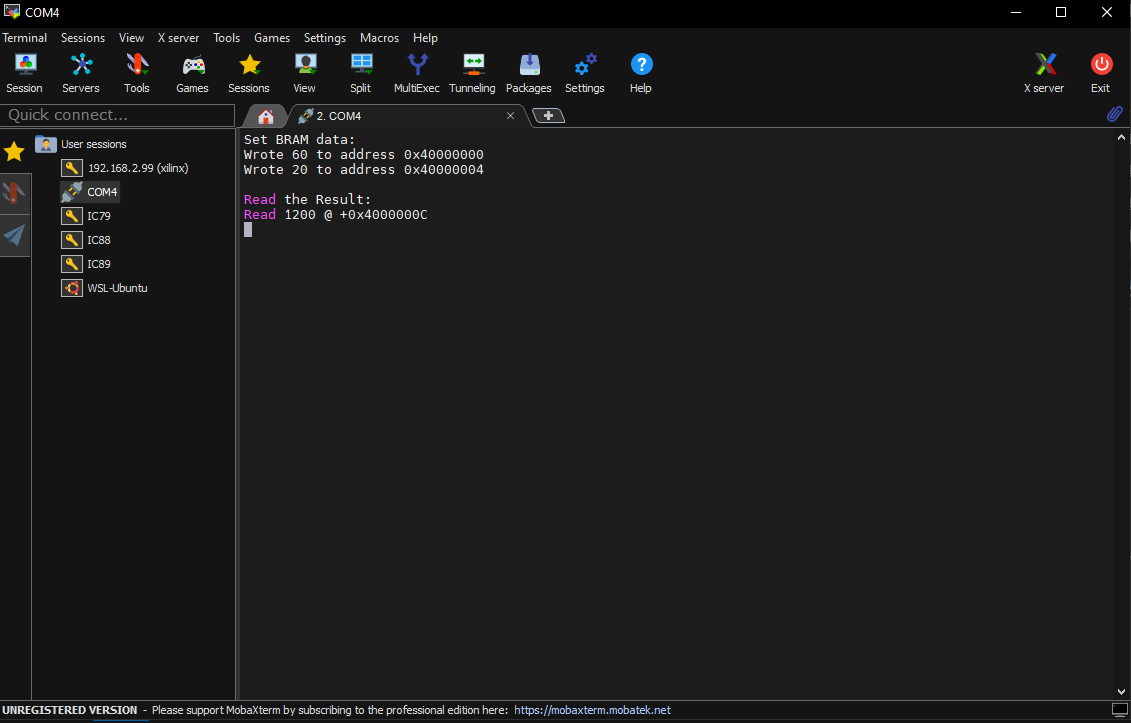 COM4
Terminal Sessions View X server Tools Games Settings Macros Help
Session Servers Tools Games Sessions View Split MultiExec Tunneling Packages Settings Help X server Exit
Quick connect...
2. COM4
User sessions
192.168.2.99 (xilinx)
COM4
IC79
IC88
IC89
WSL-Ubuntu
Set BRAM data:
Wrote 60 to address 0x40000000
Wrote 20 to address 0x40000004
Read the Result:
Read 1200 @ +0x4000000C
UNREGISTERED VERSION - Please support MobaXterm by subscribing to the professional edition here: https://mobaxterm.mobatek.net